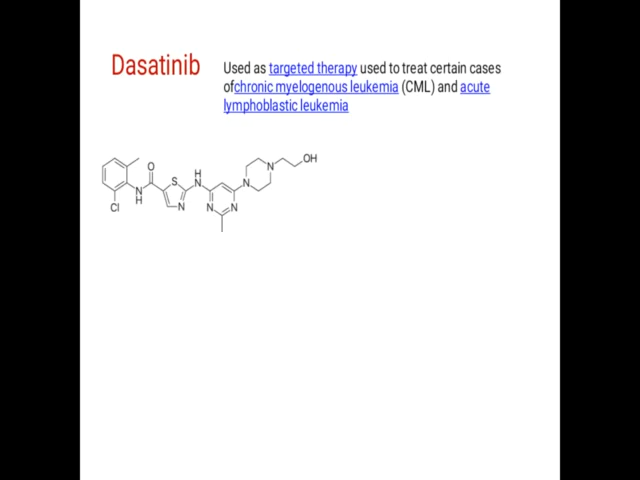 Dasatinib
Used as targeted therapy used to treat certain cases
ofchronic myelogenous leukemia (CML) and acute
lymphoblastic leukemia
O
S
H
N
N
H
Cl
N
N
N
N
N
OH